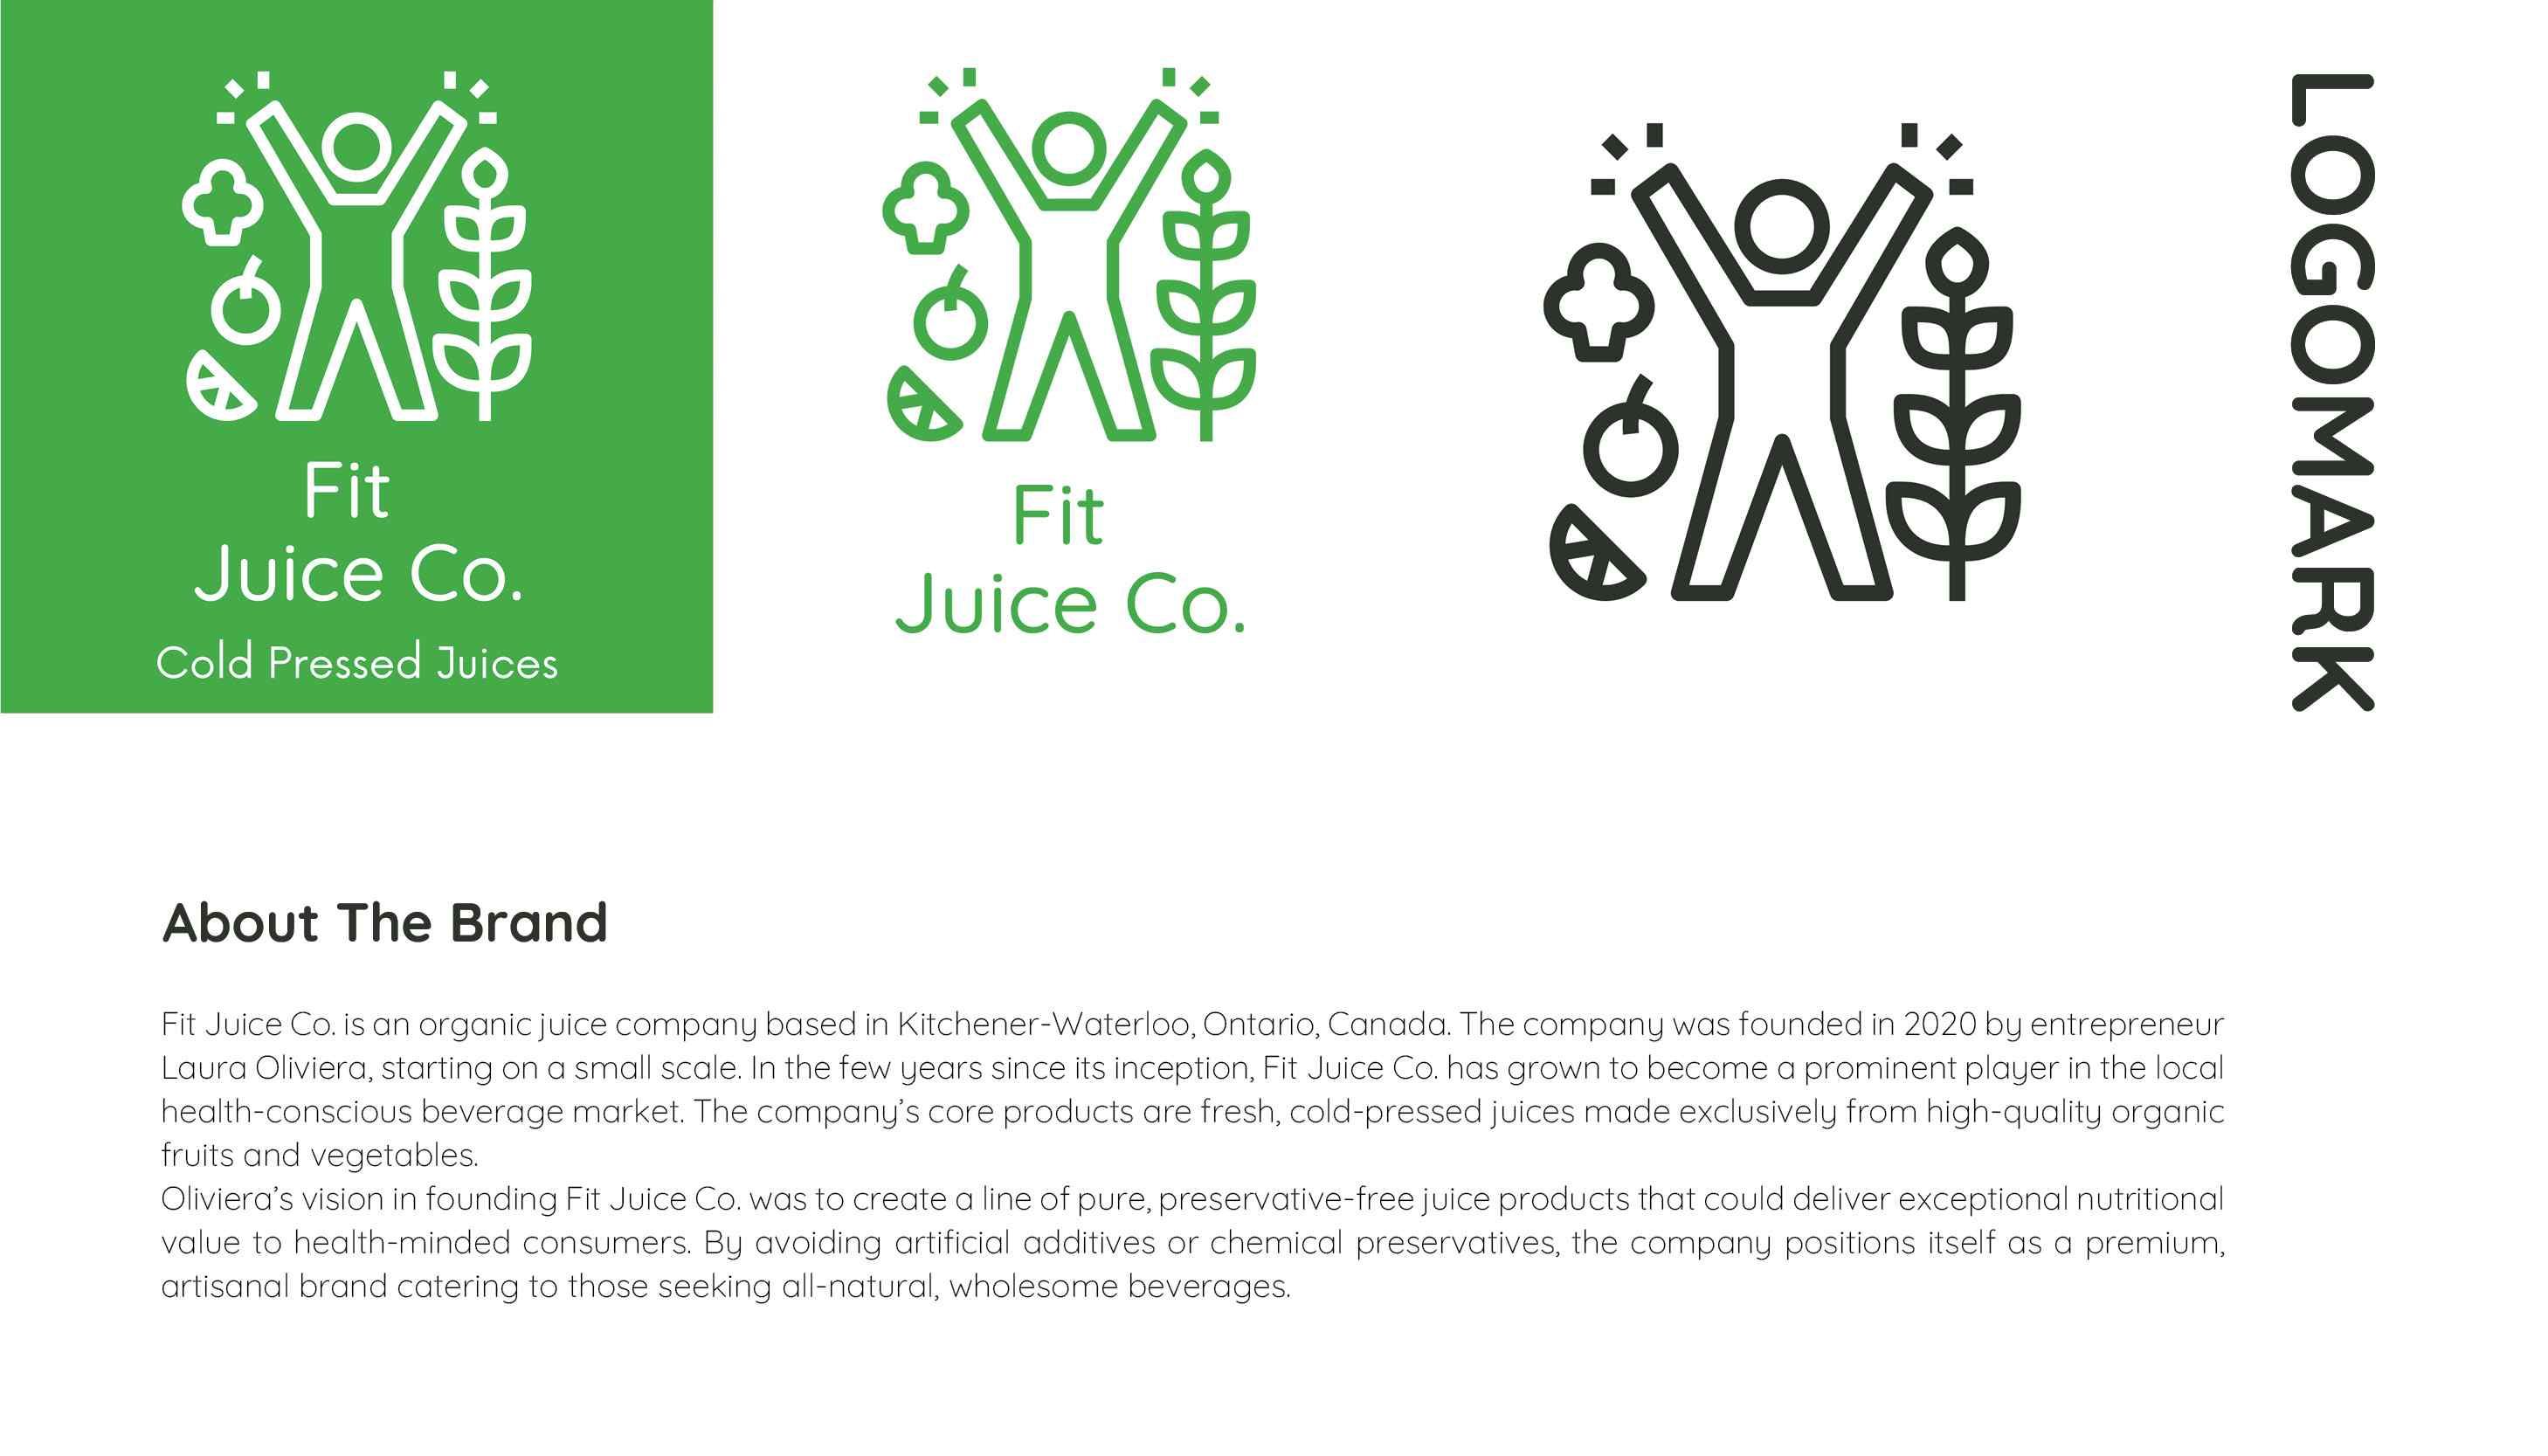 Fit
Juice Co.
Cold Pressed Juices
Fit
Juice Co.
LOGOMARK
About The Brand
Fit Juice Co. is an organic juice company based in Kitchener-Waterloo, Ontario, Canada. The company was founded in 2020 by entrepreneur
Laura Oliviera, starting on a small scale. In the few years since its inception, Fit Juice Co. has grown to become a prominent player in the local
health-conscious beverage market. The company’s core products are fresh, cold-pressed juices made exclusively from high-quality organic
fruits and vegetables.
Oliviera’s vision in founding Fit Juice Co. was to create a line of pure, preservative-free juice products that could deliver exceptional nutritional
value to health-minded consumers. By avoiding artificial additives or chemical preservatives, the company positions itself as a premium,
artisanal brand catering to those seeking all-natural, wholesome beverages.